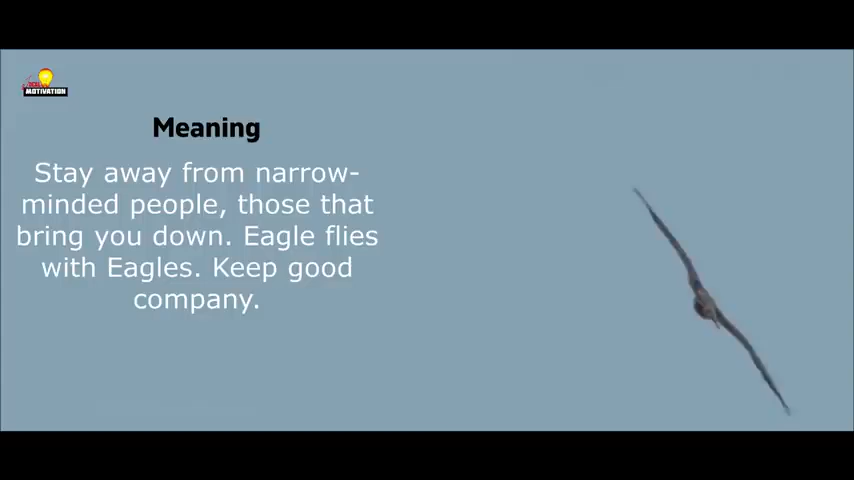 MOTIVATION
Meaning
Stay away from narrow-
minded people, those that
bring you down. Eagle flies
with Eagles. Keep good
company.